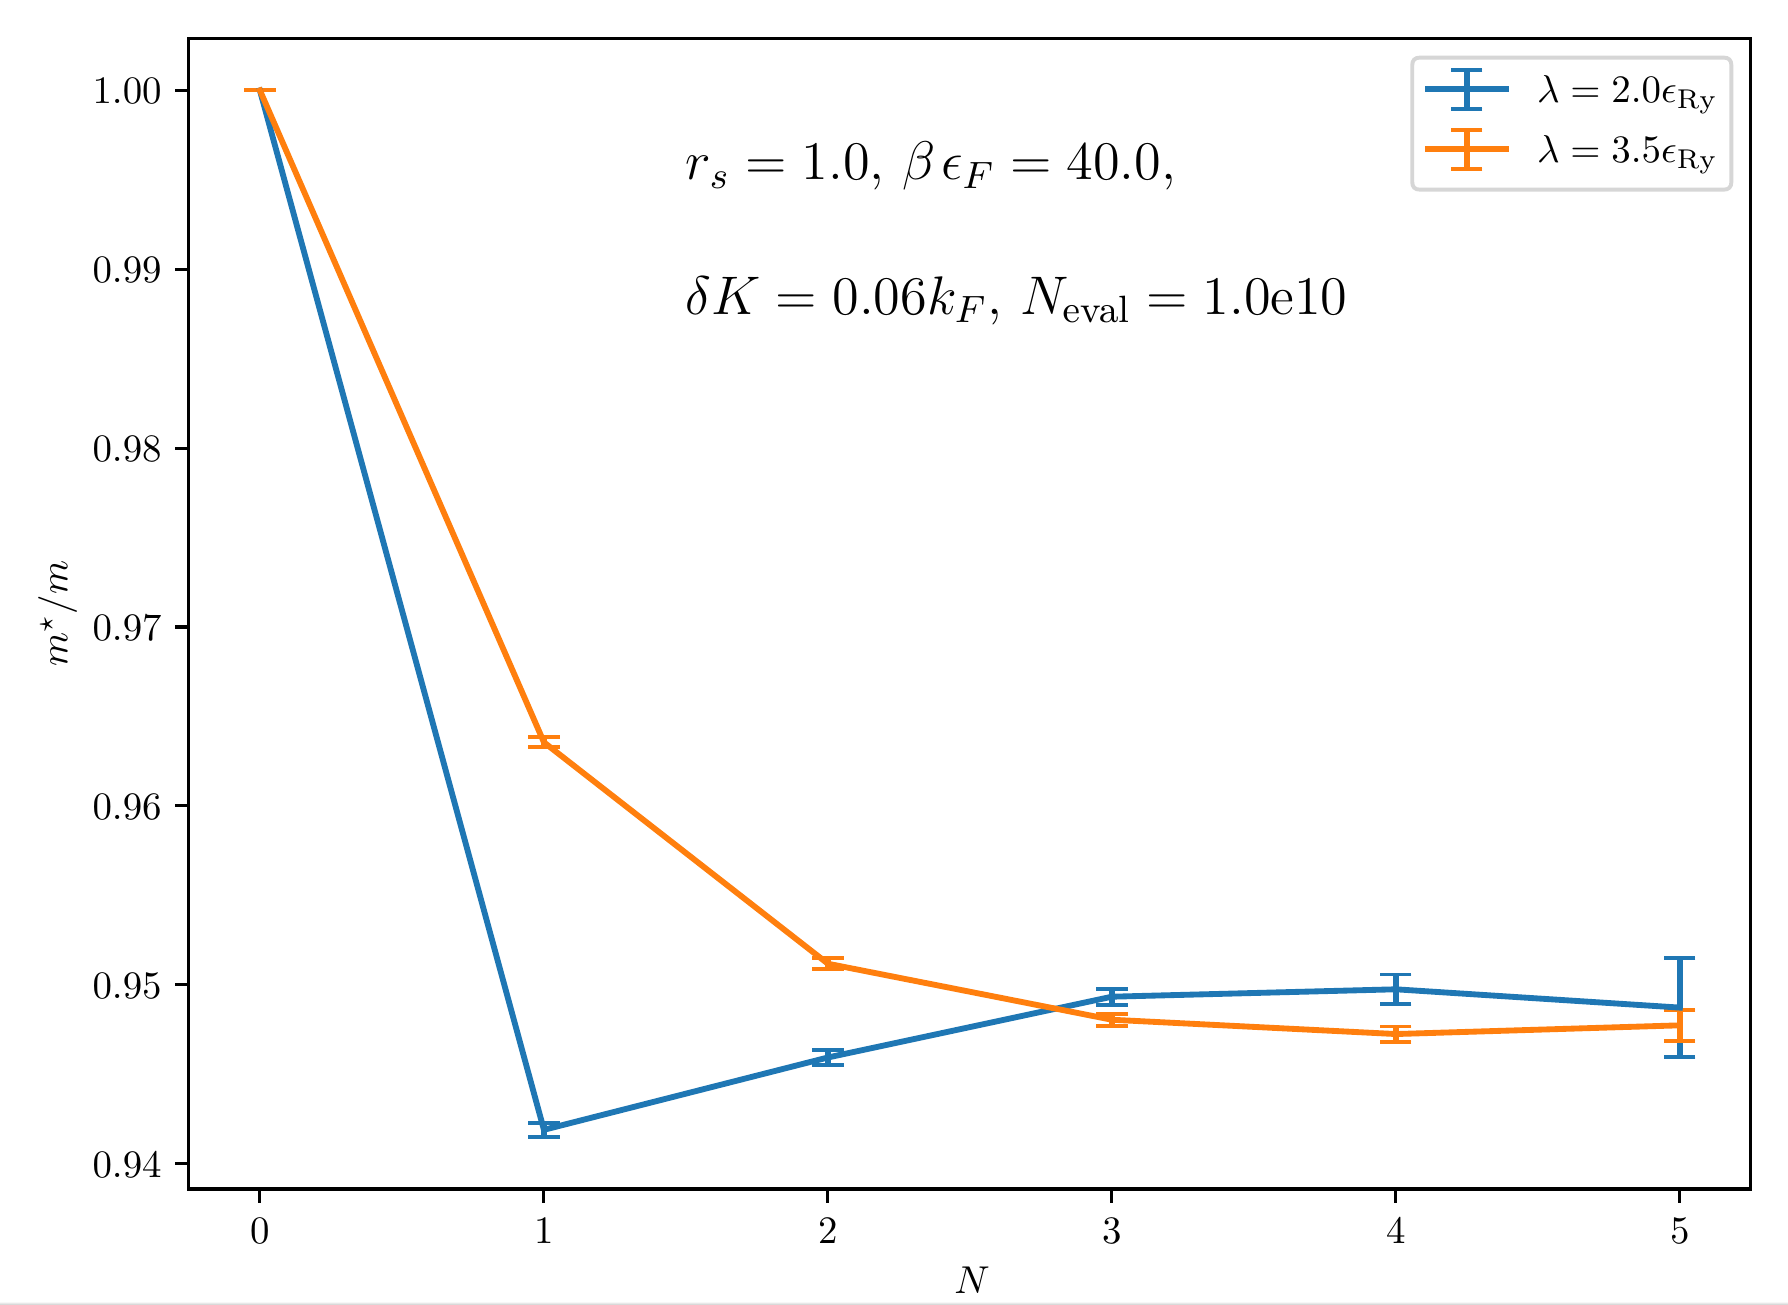 1.00
0.99
0.98
0.97
0.96
0.95
0.94
m⋆/m
r_s = 1.0, β ϵ_F = 40.0,
δK = 0.06k_F, N_eval = 1.0e10
λ = 2.0ϵ_Ry
λ = 3.5ϵ_Ry
0 1 2 3 4 5
N